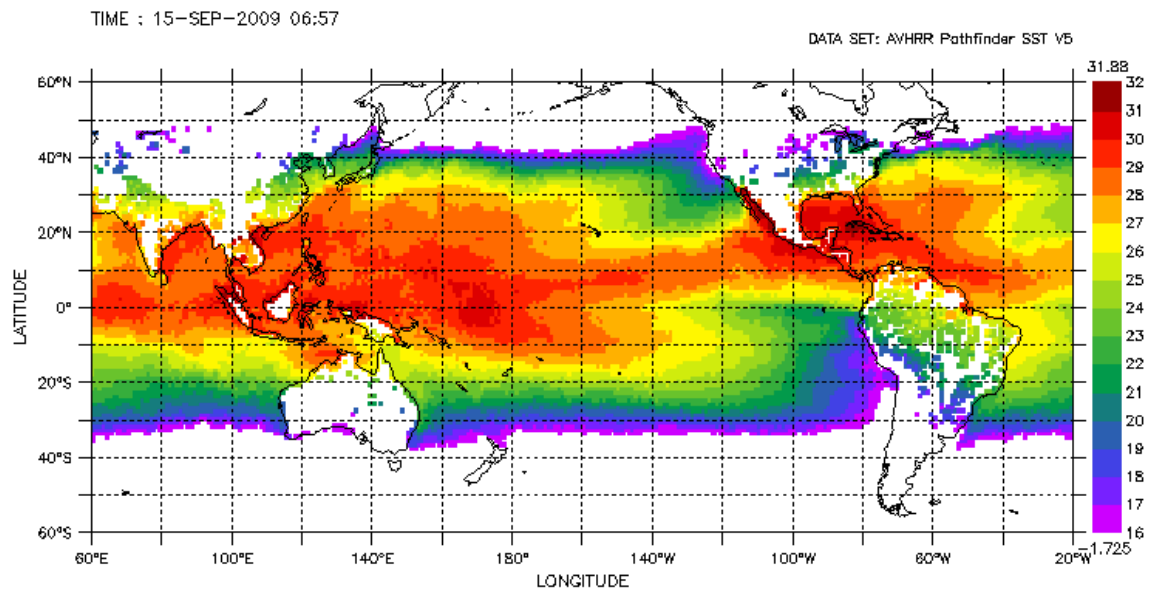 TIME : 15-SEP-2009 06:57
DATA SET: AVHRR Pathfinder SST V5
31.88
60°N
40°N
20°N
0°
20°S
40°S
60°S
LATITUDE
60°E
100°E
140°E
180°
140°W
100°W
60°W
20°W
LONGITUDE
32
31
30
29
28
27
26
25
24
23
22
21
20
19
18
17
16
-1.725